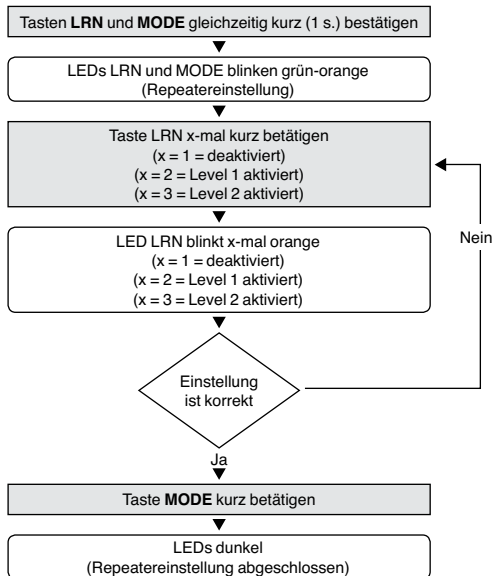 Tasten LRN und MODE gleichzeitig kurz (1 s.) bestätigen
LEDs LRN und MODE blinken grün-orange
(Repeatereinstellung)
Taste LRN x-mal kurz betätigen
(x = 1 = deaktiviert)
(x = 2 = Level 1 aktiviert)
(x = 3 = Level 2 aktiviert)
Nein
LED LRN blinkt x-mal orange
(x = 1 = deaktiviert)
(x = 2 = Level 1 aktiviert)
(x = 3 = Level 2 aktiviert)
Einstellung
ist korrekt
Ja
Taste MODE kurz betätigen
LEDs dunkel
(Repeatereinstellung abgeschlossen)